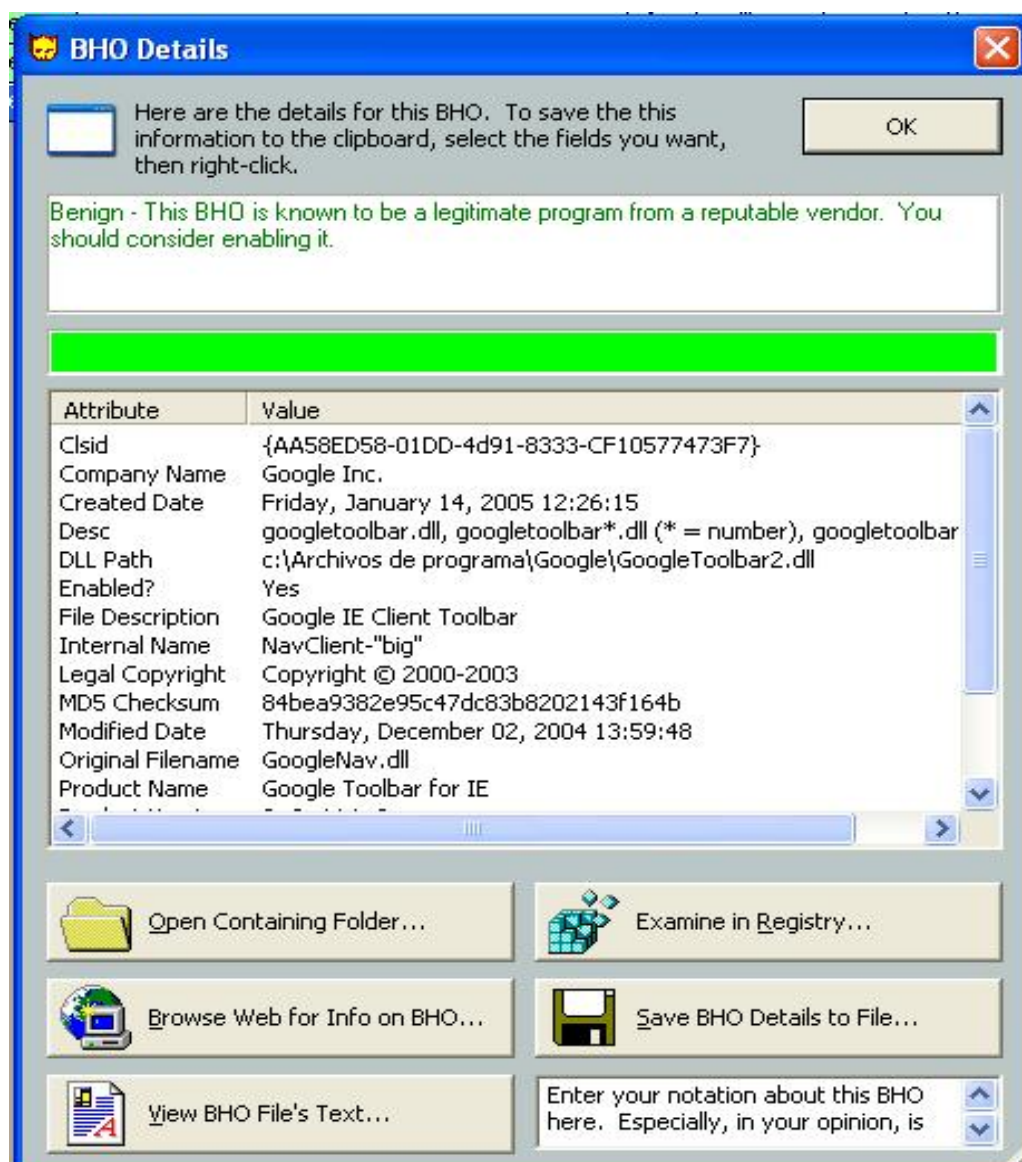 BHO Details
Here are the details for this BHO. To save the this
information to the clipboard, select the fields you want,
then right-click.
OK
Benign - This BHO is known to be a legitimate program from a reputable vendor. You
should consider enabling it.
Attribute Value
Clsid {AA58ED58-01DD-4d91-8333-CF10577473F7}
Company Name Google Inc.
Created Date Friday, January 14, 2005 12:26:15
Desc googletoolbar.dll, googletoolbar*.dll (* = number), googletoolbar
DLL Path c:\Archivos de programa\Google\GoogleToolbar2.dll
Enabled? Yes
File Description Google IE Client Toolbar
Internal Name NavClient-"big"
Legal Copyright Copyright © 2000-2003
MD5 Checksum 84bea9382e95c47dc83b8202143f164b
Modified Date Thursday, December 02, 2004 13:59:48
Original Filename GoogleNav.dll
Product Name Google Toolbar for IE
Open Containing Folder...
Examine in Registry...
Browse Web for Info on BHO...
Save BHO Details to File...
View BHO File's Text...
Enter your notation about this BHO
here. Especially, in your opinion, is